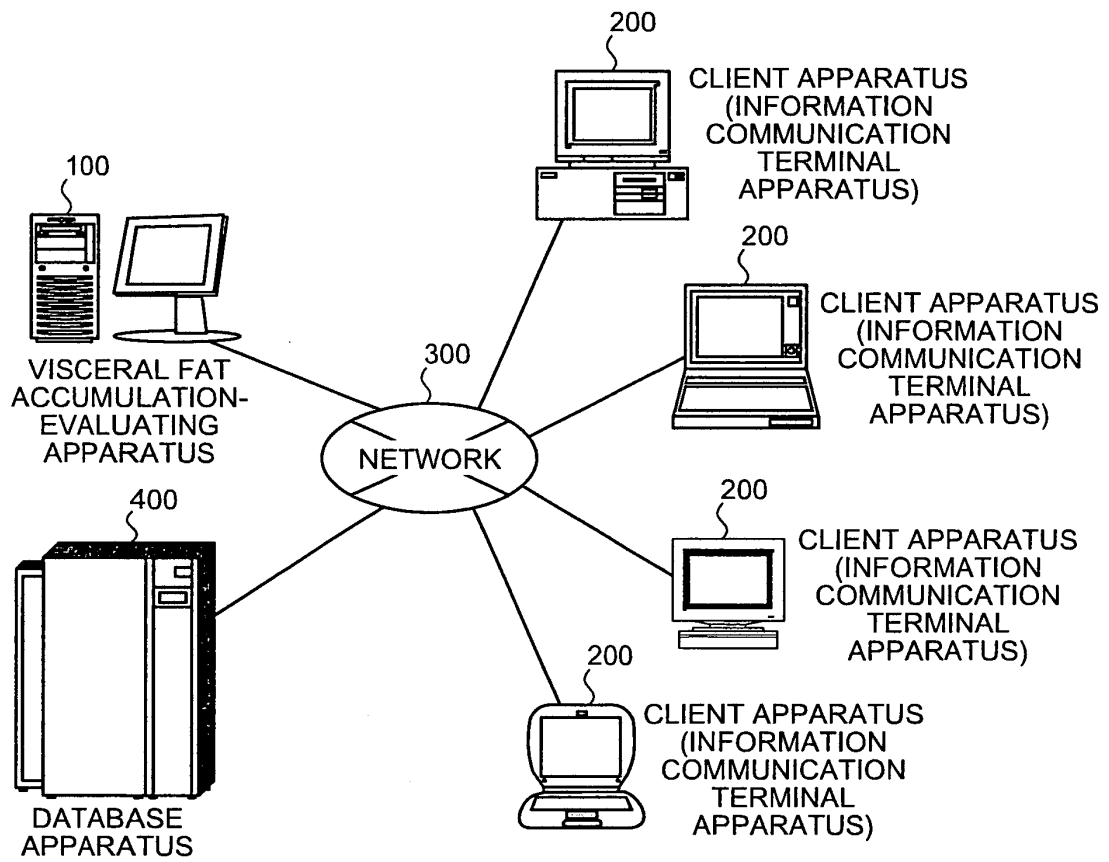 200
CLIENT APPARATUS
(INFORMATION
COMMUNICATION
TERMINAL
APPARATUS)
100
VISCERAL FAT
ACCUMULATION-
EVALUATING
APPARATUS
200
CLIENT APPARATUS
(INFORMATION
COMMUNICATION
TERMINAL
APPARATUS)
300
NETWORK
400
DATABASE
APPARATUS
200
CLIENT APPARATUS
(INFORMATION
COMMUNICATION
TERMINAL
APPARATUS)
200
CLIENT APPARATUS
(INFORMATION
COMMUNICATION
TERMINAL
APPARATUS)